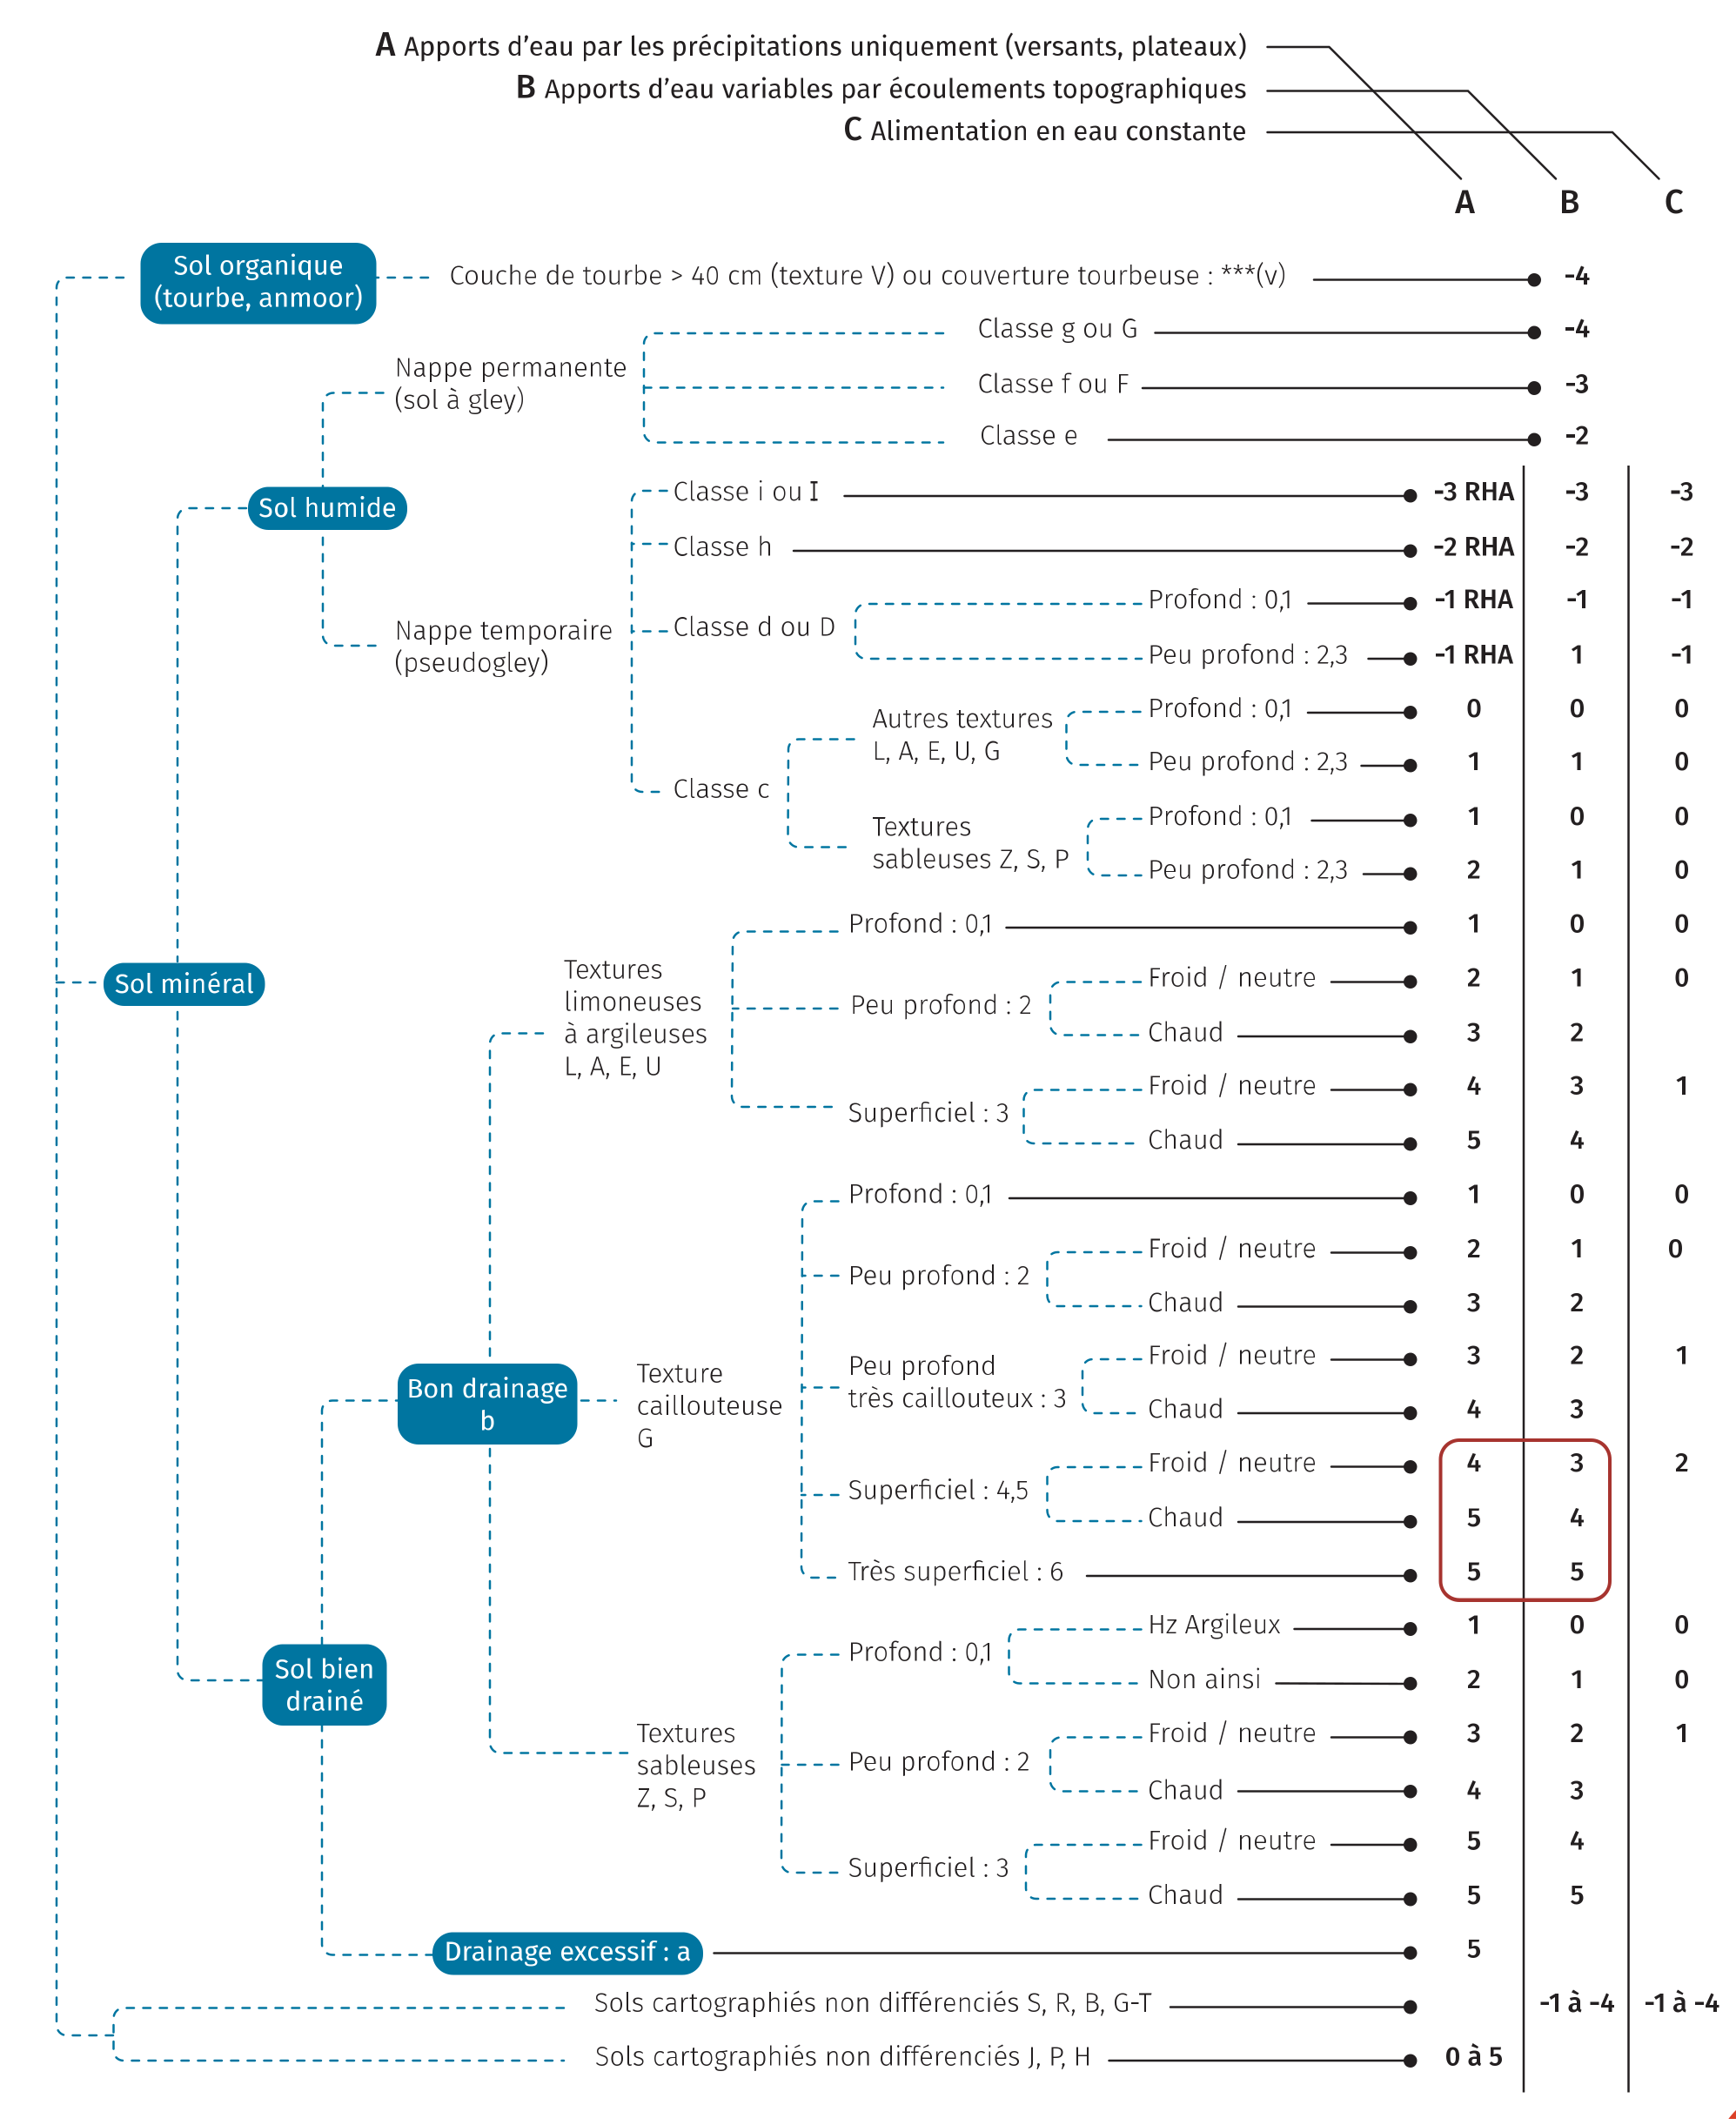 A Apports d’eau par les précipitations uniquement (versants, plateaux)
B Apports d’eau variables par écoulements topographiques
C Alimentation en eau constante
A B C
Sol organique
(tourbe, anmoor)
Couche de tourbe > 40 cm (texture V) ou couverture tourbeuse : ***(v) -4
Sol humide
Nappe permanente
(sol à gley)
Classe g ou G -4
Classe f ou F -3
Classe e -2
Nappe temporaire
(pseudogley)
Classe i ou I -3 RHA -3 -3
Classe h -2 RHA -2 -2
Classe d ou D
Profond : 0,1 -1 RHA -1 -1
Peu profond : 2,3 -1 RHA 1 -1
Classe c
Autres textures
L, A, E, U, G
Profond : 0,1 0 0 0
Peu profond : 2,3 1 1 0
Textures
sableuses Z, S, P
Profond : 0,1 1 0 0
Peu profond : 2,3 2 1 0
Sol minéral
Textures
limoneuses
à argileuses
L, A, E, U
Profond : 0,1 1 0 0
Peu profond : 2
Froid / neutre 2 1 0
Chaud 3 2
Superficiel : 3
Froid / neutre 4 3 1
Chaud 5 4
Bon drainage
b
Texture
caillouteuse
G
Profond : 0,1 1 0 0
Peu profond : 2
Froid / neutre 2 1 0
Chaud 3 2
Peu profond
très caillouteux : 3
Froid / neutre 3 2 1
Chaud 4 3
Superficiel : 4,5
Froid / neutre 4 3 2
Chaud 5 4
Très superficiel : 6 5 5
Sol bien
drainé
Textures
sableuses
Z, S, P
Profond : 0,1
Hz Argileux 1 0 0
Non ainsi 2 1 0
Peu profond : 2
Froid / neutre 3 2 1
Chaud 4 3
Superficiel : 3
Froid / neutre 5 4
Chaud 5 5
Drainage excessif : a 5
Sols cartographiés non différenciés S, R, B, G-T -1 à -4 -1 à -4
Sols cartographiés non différenciés J, P, H 0 à 5